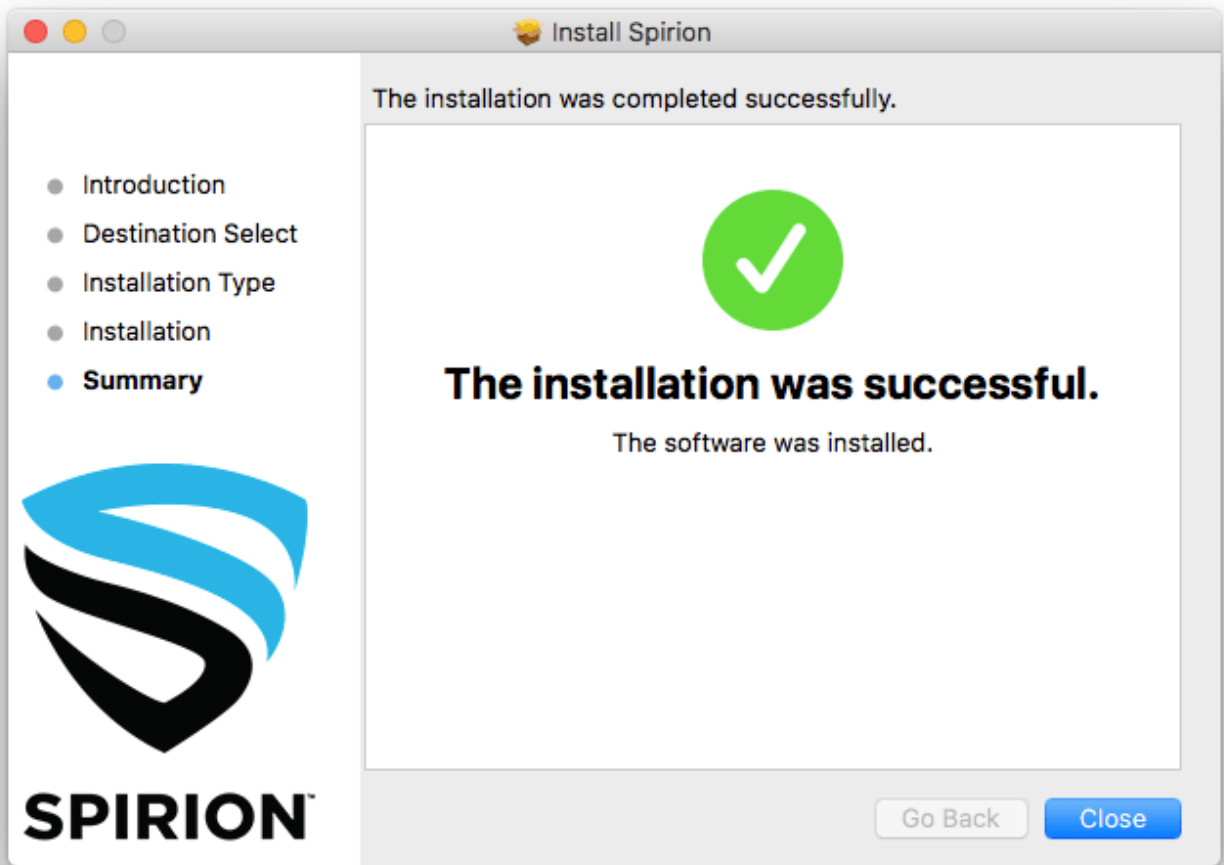 Install Spirion
The installation was completed successfully.
Introduction
Destination Select
Installation Type
Installation
Summary
The installation was successful.
The software was installed.
SPIRION™
Go Back
Close